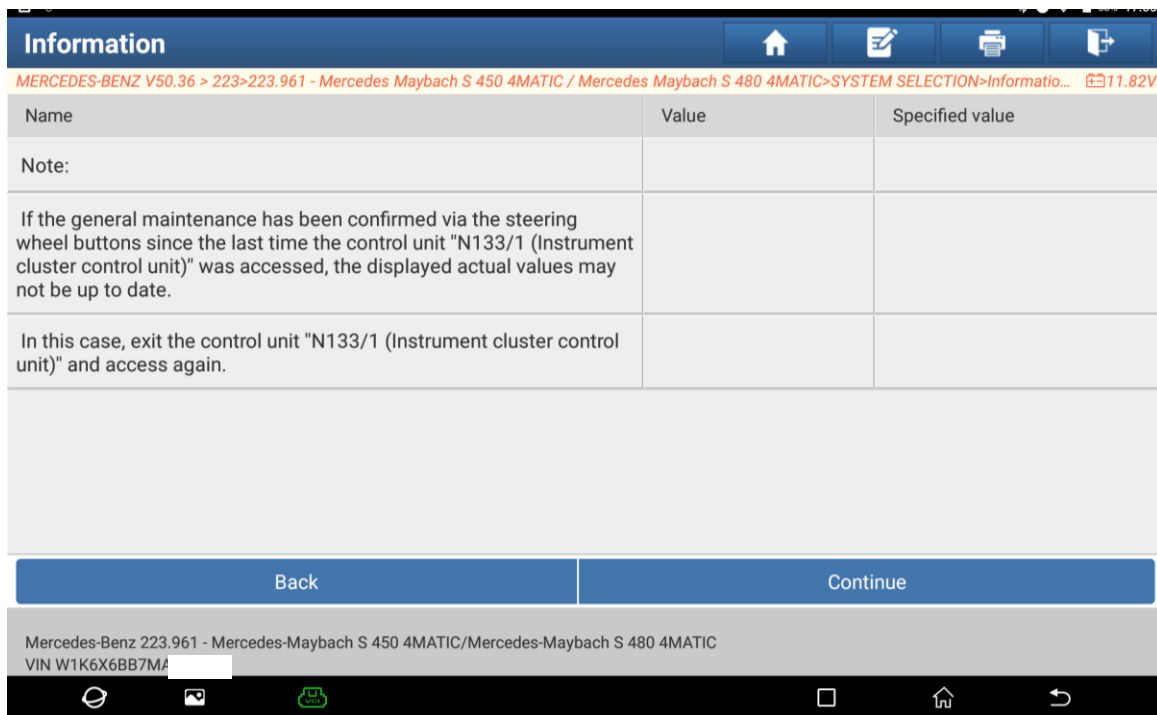 Information
MERCEDES-BENZ V50.36 > 223>223.961 - Mercedes Maybach S 450 4MATIC / Mercedes Maybach S 480 4MATIC>SYSTEM SELECTION>Informatio... 11.82V
Name Value Specified value
Note:
If the general maintenance has been confirmed via the steering
wheel buttons since the last time the control unit "N133/1 (Instrument
cluster control unit)" was accessed, the displayed actual values may
not be up to date.
In this case, exit the control unit "N133/1 (Instrument cluster control
unit)" and access again.
Back Continue
Mercedes-Benz 223.961 - Mercedes-Maybach S 450 4MATIC/Mercedes-Maybach S 480 4MATIC
VIN W1K6X6BB7MA
VCI